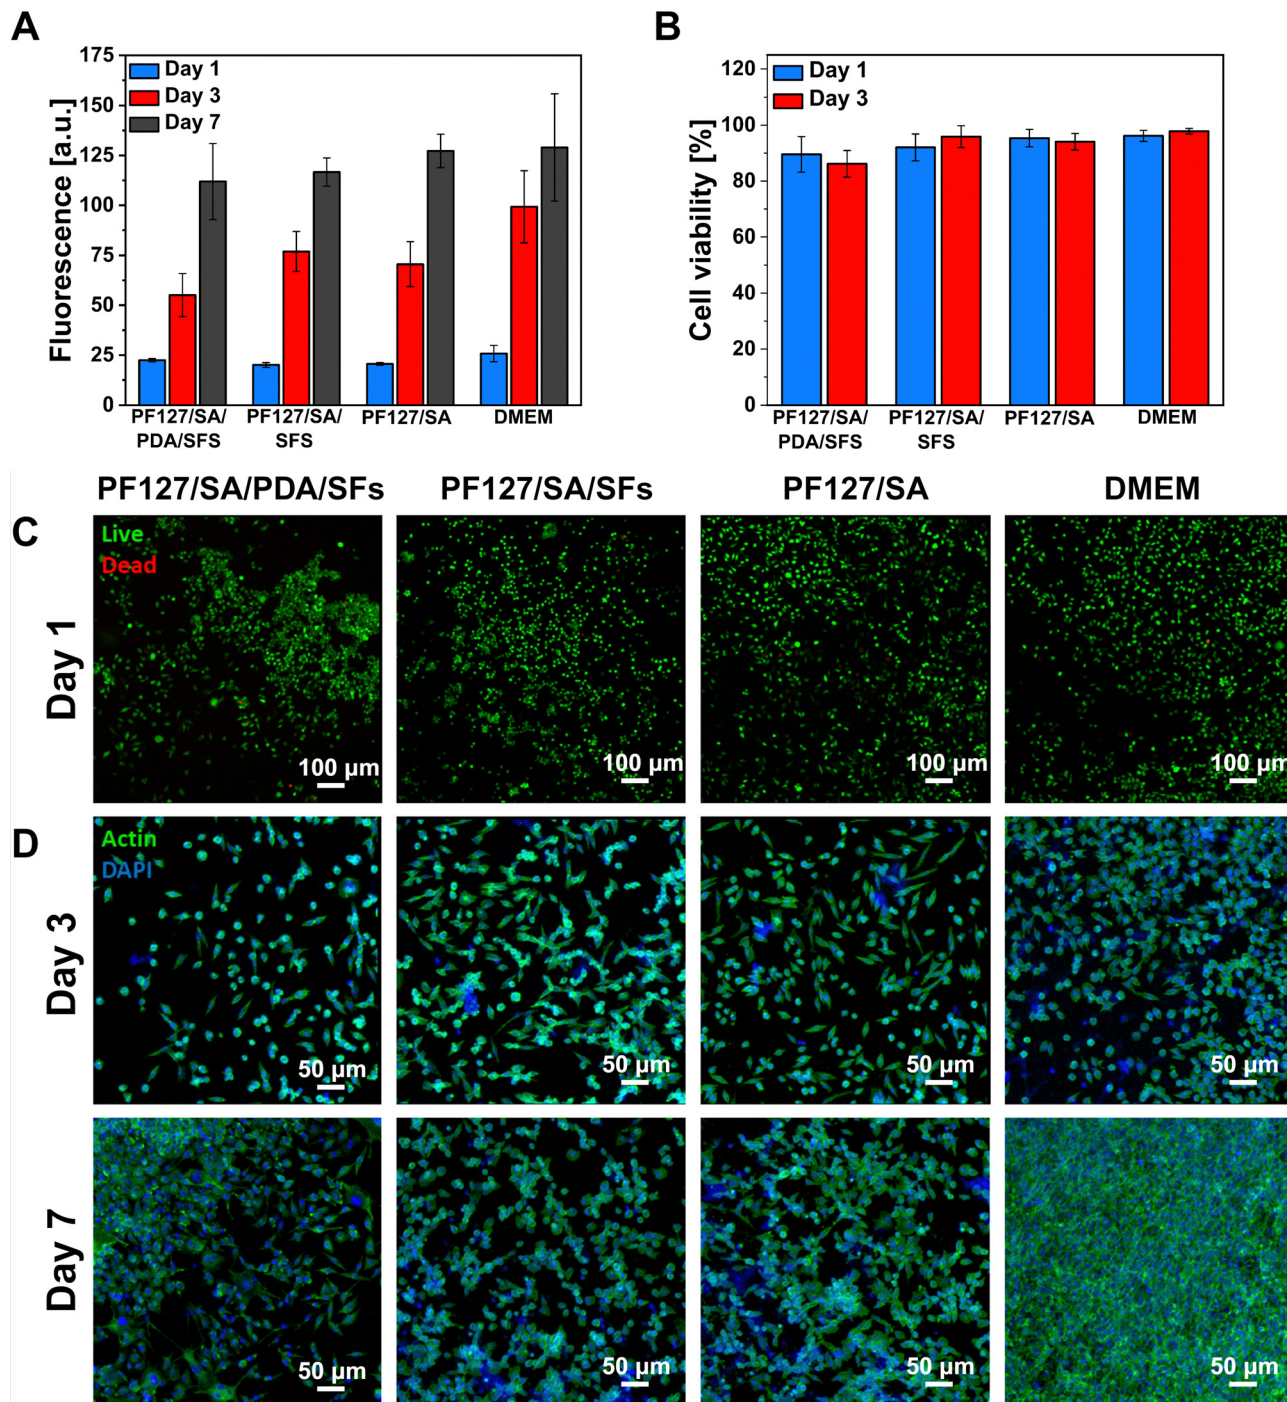 A
Fluorescence [a.u.]
175
150
125
100
75
50
25
0
Day 1
Day 3
Day 7
PF127/SA/
PDA/SFS
PF127/SA/
SFS
PF127/SA
DMEM
B
Cell viability [%]
120
100
80
60
40
20
0
Day 1
Day 3
PF127/SA/
PDA/SFS
PF127/SA/
SFS
PF127/SA
DMEM
PF127/SA/PDA/SFs
PF127/SA/SFs
PF127/SA
DMEM
C
Day 1
Live
Dead
100 µm
100 µm
100 µm
100 µm
D
Day 3
Actin
DAPI
50 µm
50 µm
50 µm
50 µm
Day 7
50 µm
50 µm
50 µm
50 µm